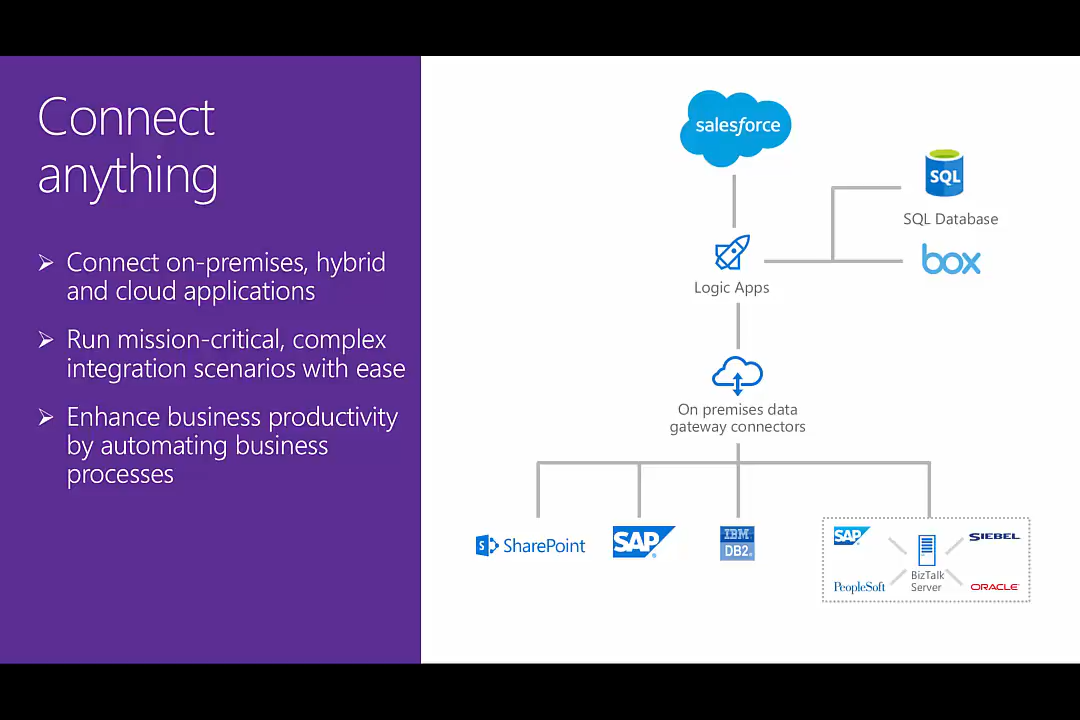 Connect
anything
Connect on-premises, hybrid
and cloud applications
Run mission-critical, complex
integration scenarios with ease
Enhance business productivity
by automating business
processes
salesforce
SQL
SQL Database
box
Logic Apps
On premises data
gateway connectors
S
SharePoint
SAP
IBM
DB2
SAP
SIEBEL
BizTalk
Server
PeopleSoft
ORACLE